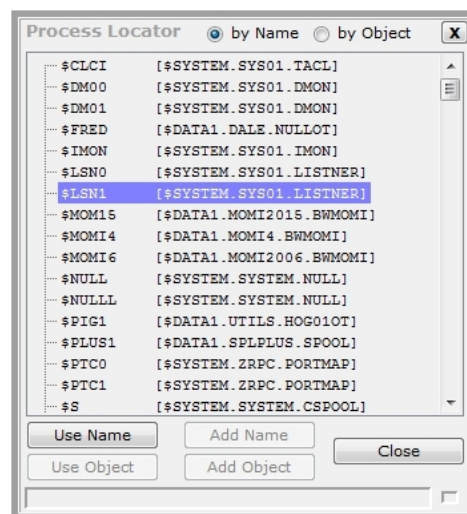 Process Locator by Name by Object X
$CLCI [$SYSTEM.SYS01.TACL]
$DM00 [$SYSTEM.SYS01.DMON]
$DM01 [$SYSTEM.SYS01.DMON]
$FRED [$DATA1.DALE.NULLOT]
$IMON [$SYSTEM.SYS01.IMON]
$LSN0 [$SYSTEM.SYS01.LISTNER]
$LSN1 [$SYSTEM.SYS01.LISTNER]
$MOM15 [$DATA1.MOMI2015.BWMOMI]
$MOMI4 [$DATA1.MOMI4.BWMOMI]
$MOMI6 [$DATA1.MOMI2006.BWMOMI]
$NULL [$SYSTEM.SYSTEM.NULL]
$NULLL [$SYSTEM.SYSTEM.NULL]
$PIG1 [$DATA1.UTILS.HOG01OT]
$PLUS1 [$DATA1.SPLPLUS.SPOOL]
$PTC0 [$SYSTEM.ZRPC.PORTMAP]
$PTC1 [$SYSTEM.ZRPC.PORTMAP]
$S [$SYSTEM.SYSTEM.CSPOOL]
Use Name Add Name
Close
Use Object Add Object